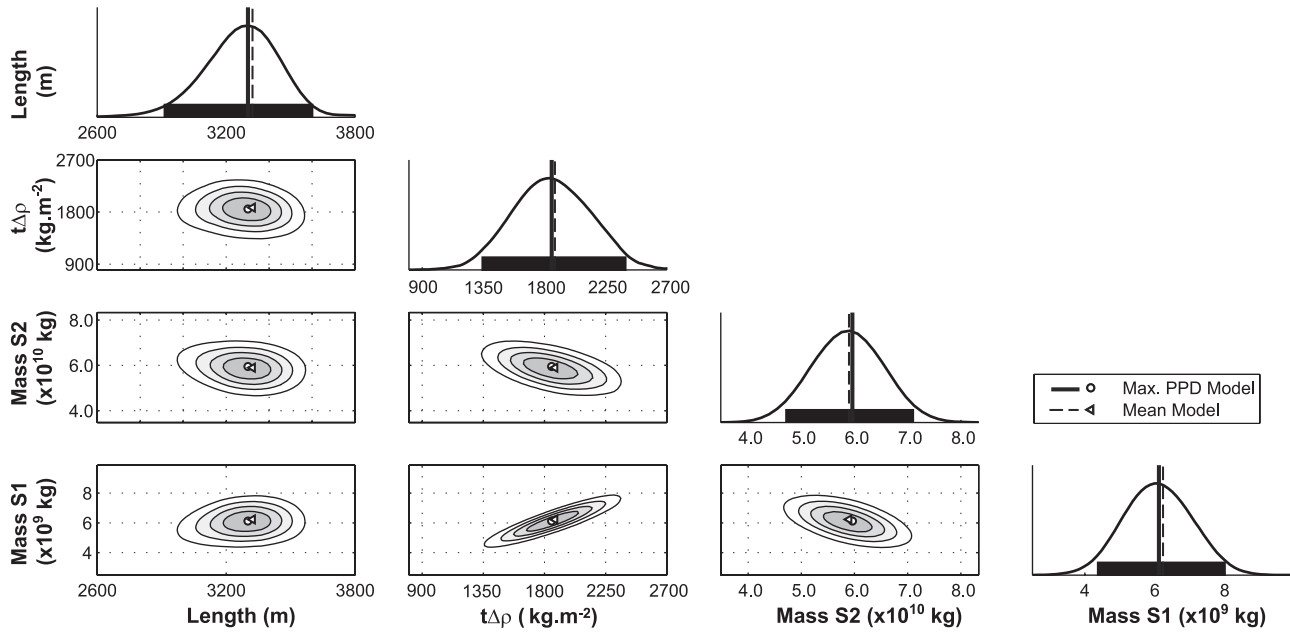 Length
(m)
2600 3200 3800
tΔρ
(kg.m⁻²)
2700
1800
900
900 1350 1800 2250 2700
Mass S2
(x10¹⁰ kg)
8.0
6.0
4.0
4.0 5.0 6.0 7.0 8.0
Max. PPD Model
Mean Model
Mass S1
(x10⁹ kg)
8
6
4
2600 3200 3800
900 1350 1800 2250 2700
4.0 5.0 6.0 7.0 8.0
4 6 8
Length (m)
tΔρ ( kg.m⁻²)
Mass S2 (x10¹⁰ kg)
Mass S1 (x10⁹ kg)